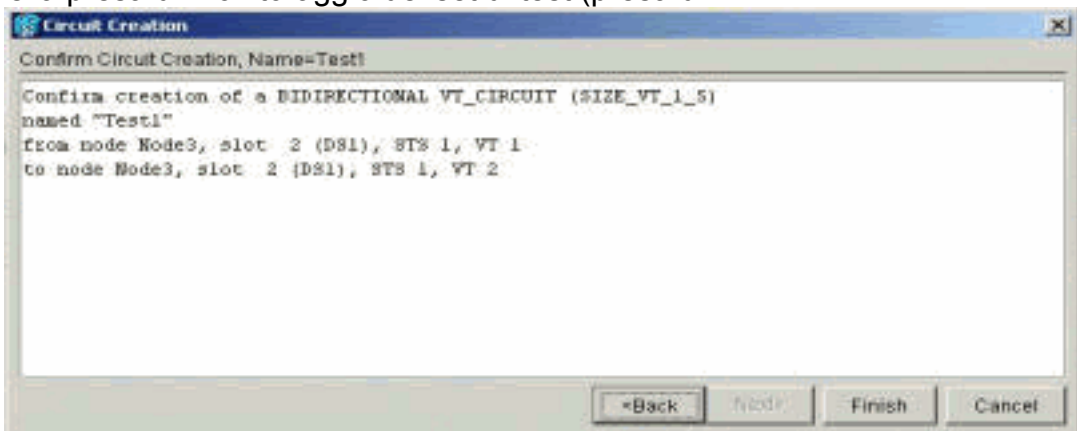 Circuit Creation
Confirm Circuit Creation, Name=Test1
Confirm creation of a BIDIRECTIONAL VT_CIRCUIT (SIZE_VT_1_5)
named "Test1"
from node Node3, slot 2 (DS1), STS 1, VT 1
to node Node3, slot 2 (DS1), STS 1, VT 2
<Back Next> Finish Cancel